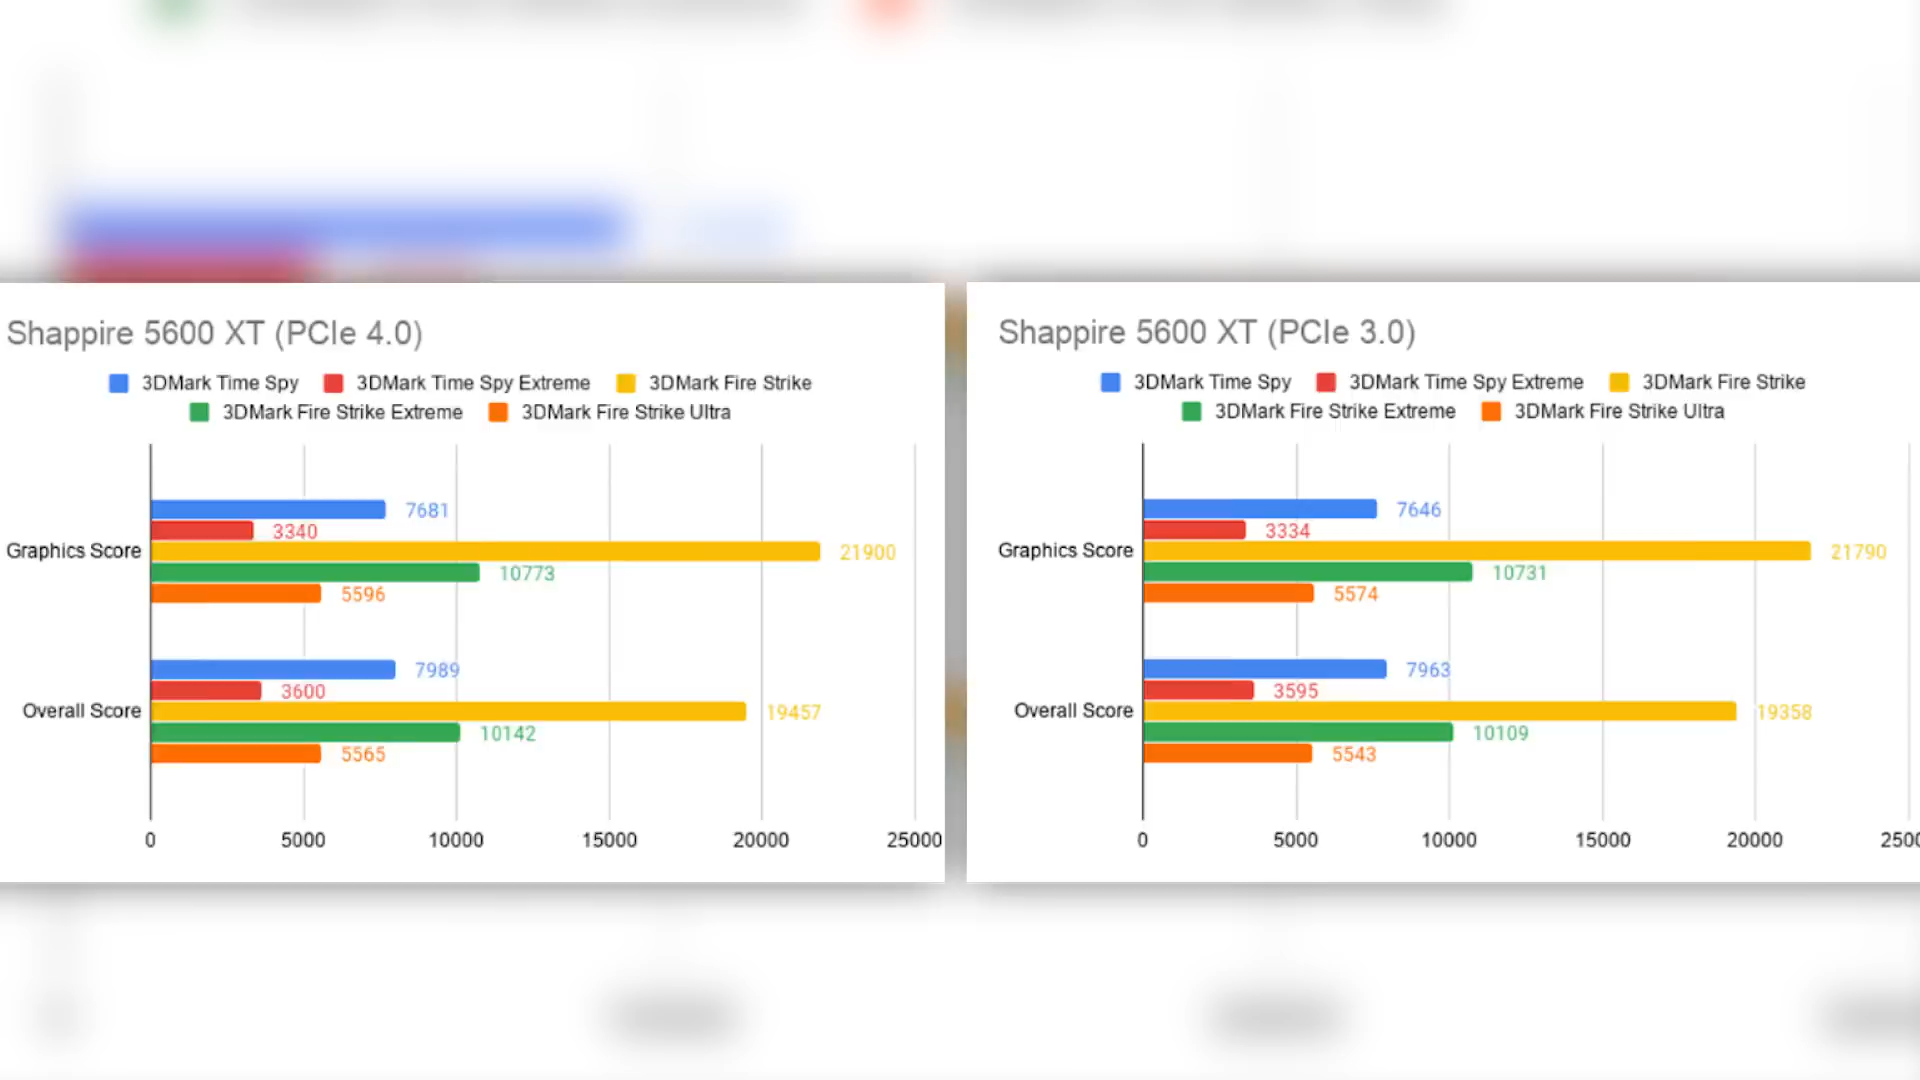 Shappire 5600 XT (PCIe 4.0)
3DMark Time Spy 3DMark Time Spy Extreme 3DMark Fire Strike
3DMark Fire Strike Extreme 3DMark Fire Strike Ultra
Graphics Score
7681
3340
21900
10773
5596
Overall Score
7989
3600
19457
10142
5565
0 5000 10000 15000 20000 25000
Shappire 5600 XT (PCIe 3.0)
3DMark Time Spy 3DMark Time Spy Extreme 3DMark Fire Strike
3DMark Fire Strike Extreme 3DMark Fire Strike Ultra
Graphics Score
7646
3334
21790
10731
5574
Overall Score
7963
3595
19358
10109
5543
0 5000 10000 15000 20000